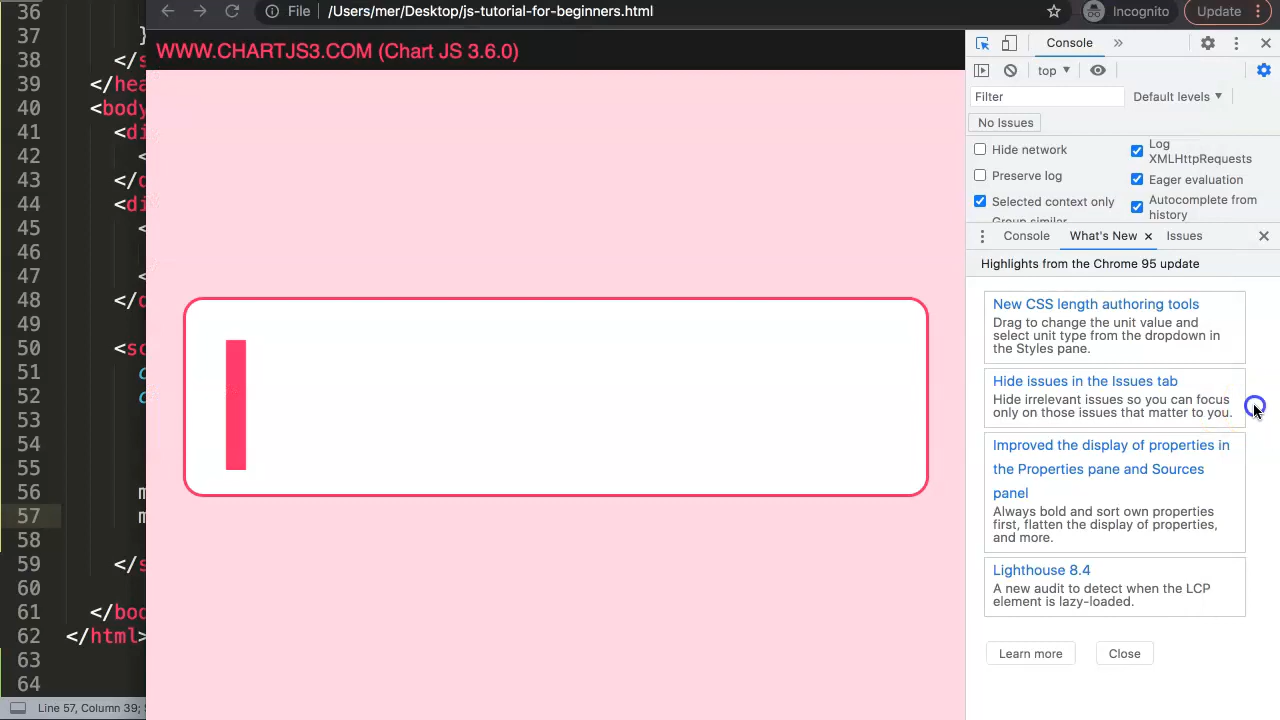 36
37 }
38 </s
39 </hea
40 <body
41 <di
42 <
43 </d
44 <di
45 <
46
47 <
48 </d
49
50 <sc
51 c
52 c
53
54
55
56 m
57 m
58
59 </s
60
61 </bod
62 </html>
63
64
Line 57, Column 39;
File /Users/mer/Desktop/js-tutorial-for-beginners.html Incognito Update
WWW.CHARTJS3.COM (Chart JS 3.6.0)
Console
top
Filter Default levels
No Issues
Hide network
Preserve log
Selected context only
Group similar
Log
XMLHttpRequests
Eager evaluation
Autocomplete from
history
Console What's New Issues
Highlights from the Chrome 95 update
New CSS length authoring tools
Drag to change the unit value and
select unit type from the dropdown in
the Styles pane.
Hide issues in the Issues tab
Hide irrelevant issues so you can focus
only on those issues that matter to you.
Improved the display of properties in
the Properties pane and Sources
panel
Always bold and sort own properties
first, flatten the display of properties,
and more.
Lighthouse 8.4
A new audit to detect when the LCP
element is lazy-loaded.
Learn more Close